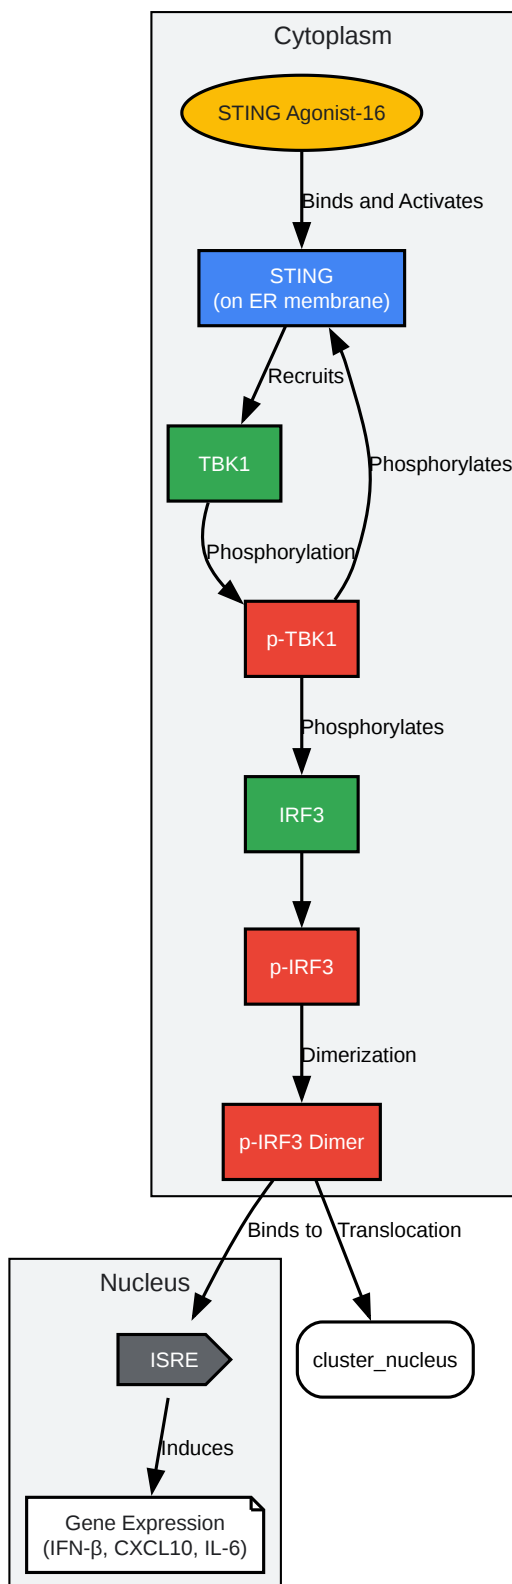 Cytoplasm
STING Agonist-16
Binds and Activates
STING
(on ER membrane)
Recruits
TBK1
Phosphorylates
Phosphorylation
p-TBK1
Phosphorylates
IRF3
p-IRF3
Dimerization
p-IRF3 Dimer
Binds to
Translocation
Nucleus
ISRE
cluster_nucleus
Induces
Gene Expression
(IFN-β, CXCL10, IL-6)